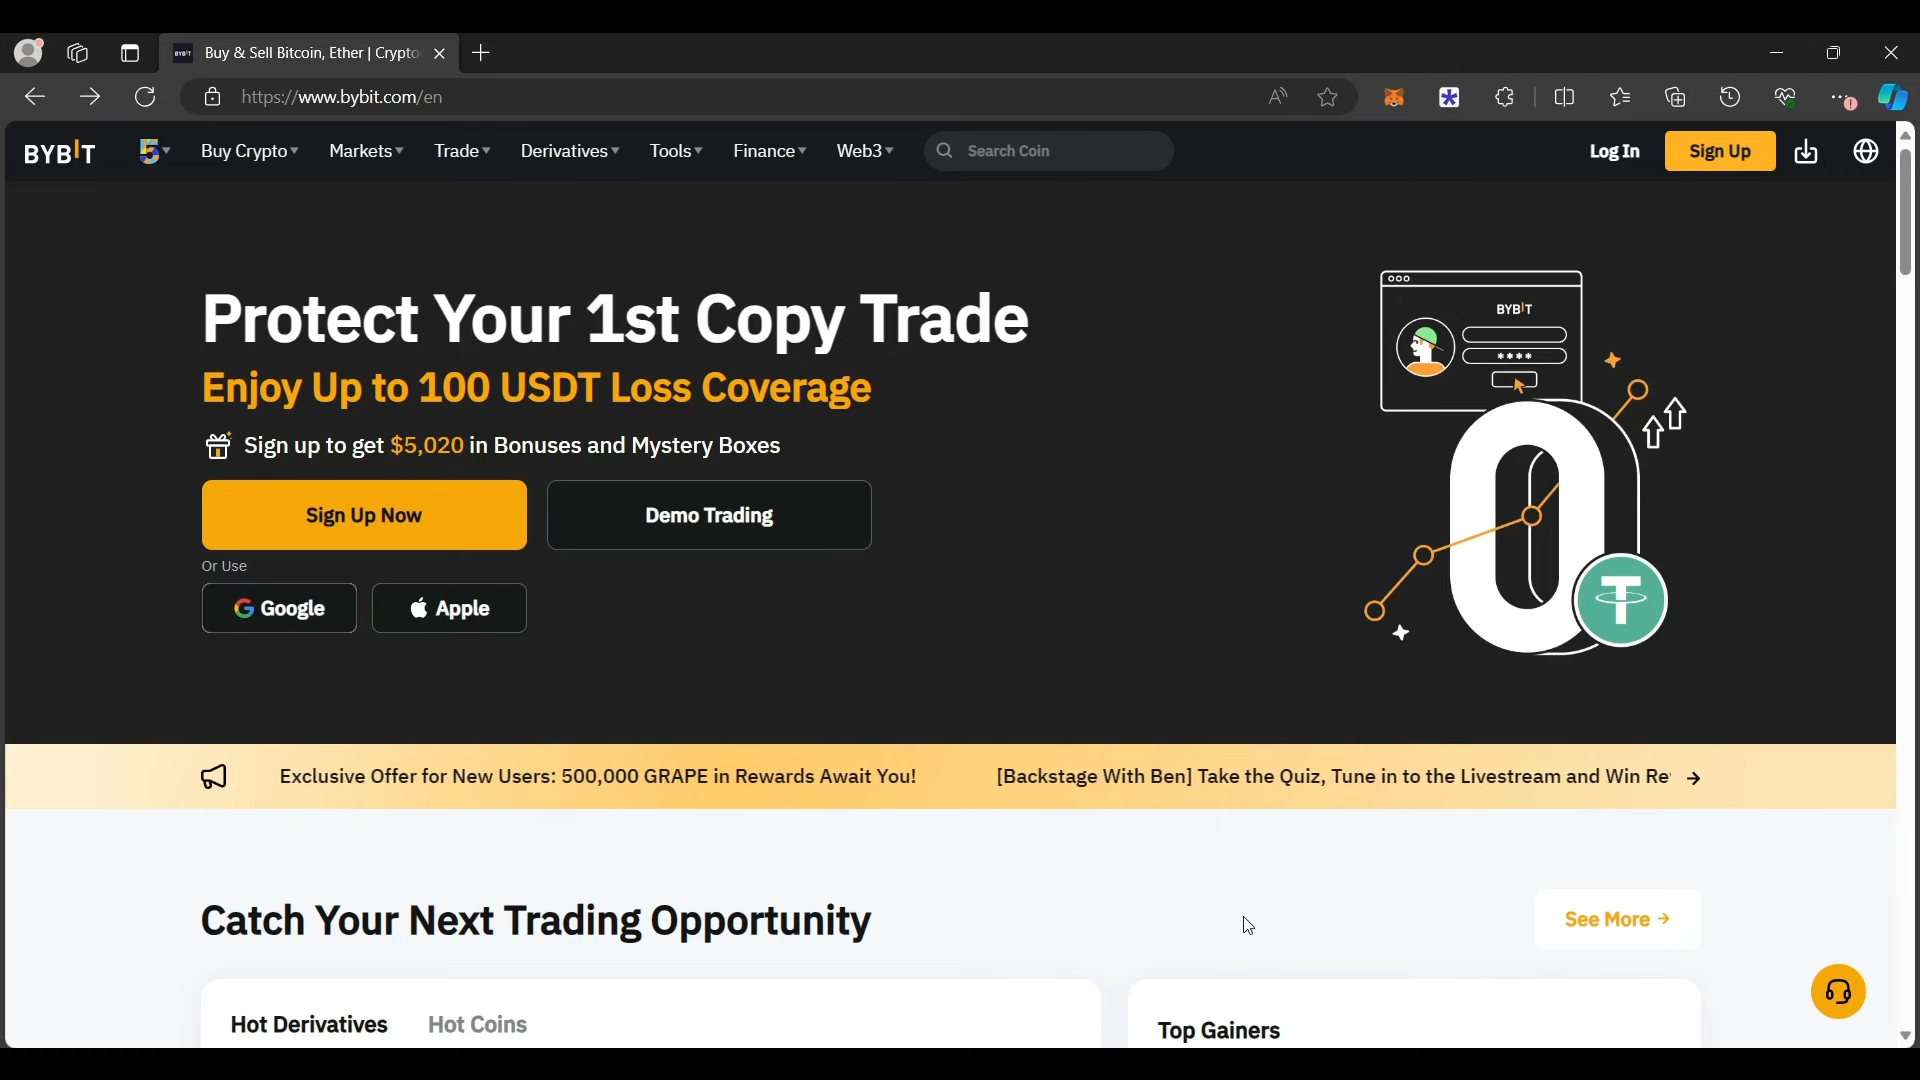 Buy & Sell Bitcoin, Ether | Crypto
https://www.bybit.com/en
BYBIT
5
Buy Crypto
Markets
Trade
Derivatives
Tools
Finance
Web3
Search Coin
Log In
Sign Up
Protect Your 1st Copy Trade
Enjoy Up to 100 USDT Loss Coverage
Sign up to get $5,020 in Bonuses and Mystery Boxes
Sign Up Now
Demo Trading
Or Use
Google
Apple
BYBIT
****
0
Exclusive Offer for New Users: 500,000 GRAPE in Rewards Await You!
[Backstage With Ben] Take the Quiz, Tune in to the Livestream and Win Re
Catch Your Next Trading Opportunity
See More
Hot Derivatives
Hot Coins
Top Gainers